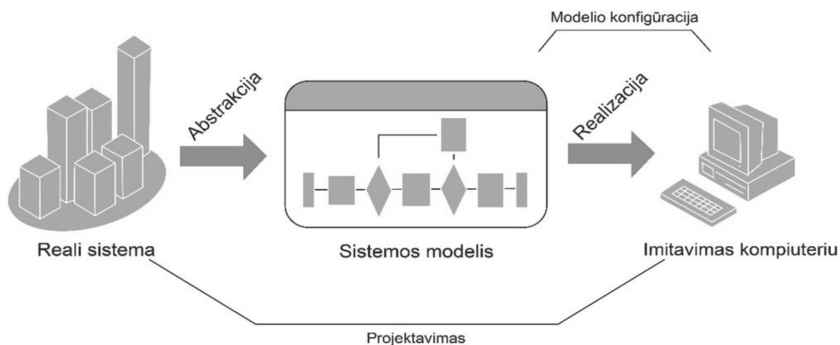 Modelio konfigūracija
Abstrakcija
Realizacija
Reali sistema
Sistemos modelis
Imitavimas kompiuteriu
Projektavimas